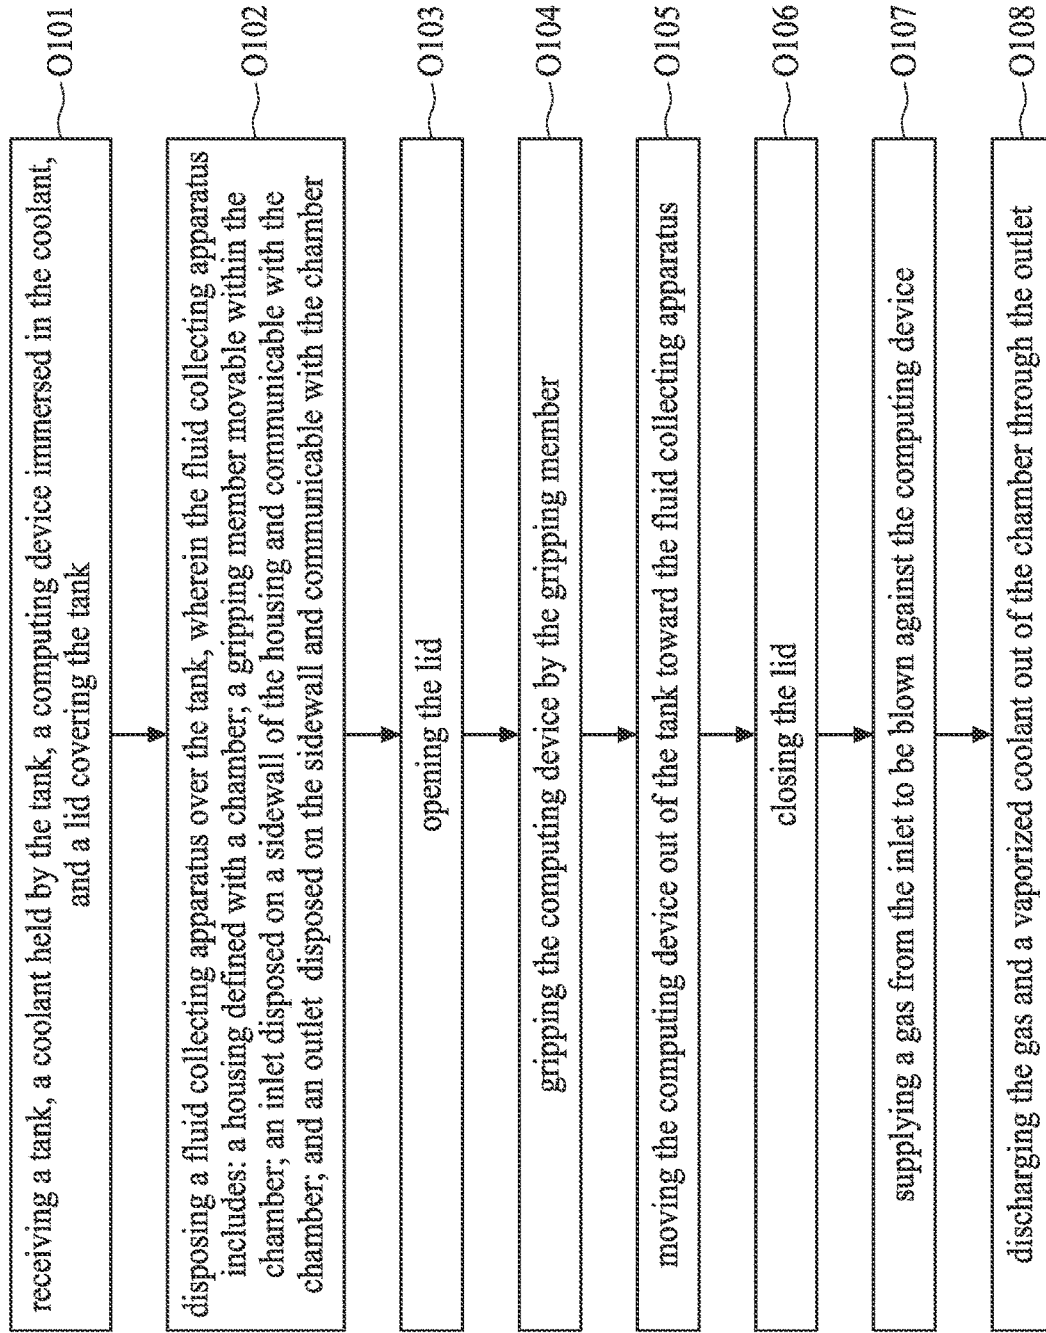 receiving a tank, a coolant held by the tank, a computing device immersed in the coolant,
and a lid covering the tank
O101
disposing a fluid collecting apparatus over the tank, wherein the fluid collecting apparatus
includes: a housing defined with a chamber; a gripping member movable within the
chamber; an inlet disposed on a sidewall of the housing and communicable with the
chamber; and an outlet disposed on the sidewall and communicable with the chamber
O102
opening the lid
O103
gripping the computing device by the gripping member
O104
moving the computing device out of the tank toward the fluid collecting apparatus
O105
closing the lid
O106
supplying a gas from the inlet to be blown against the computing device
O107
discharging the gas and a vaporized coolant out of the chamber through the outlet
O108